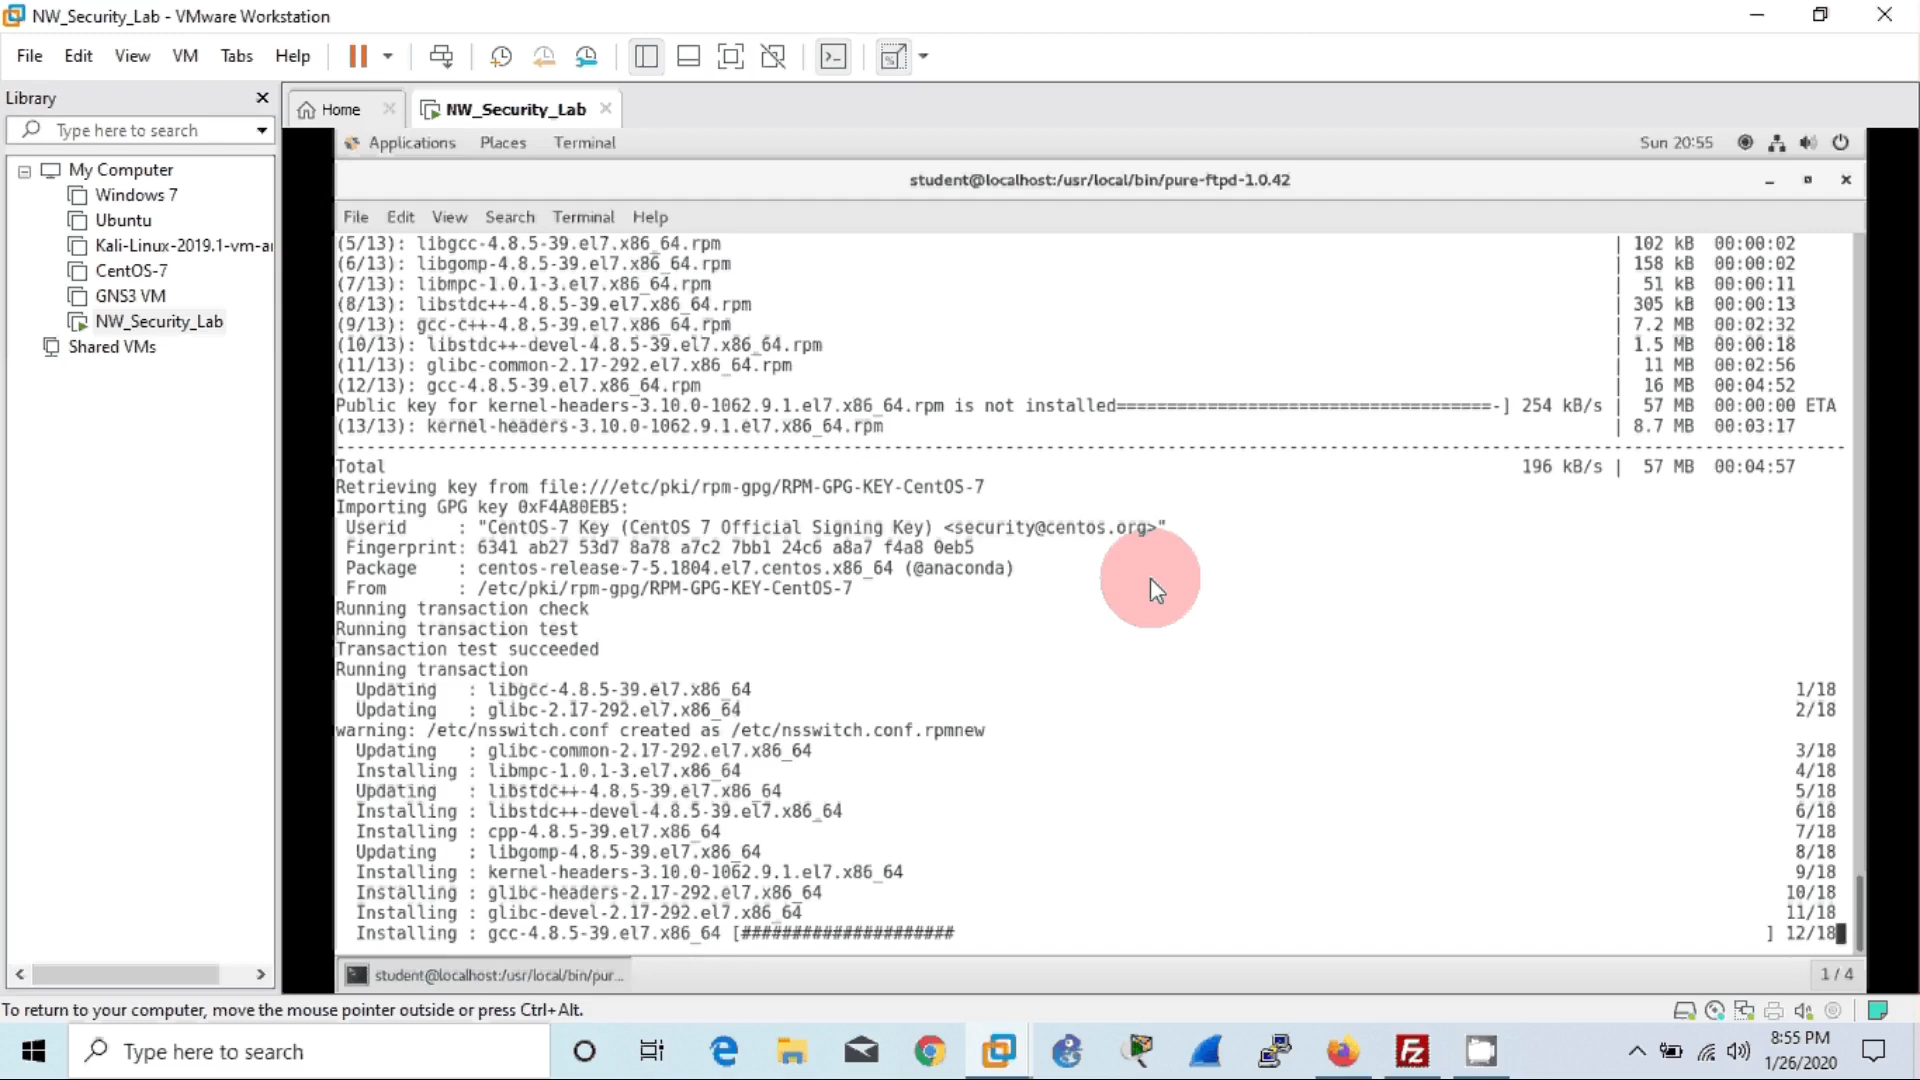 NW_Security_Lab - VMware Workstation
File Edit View VM Tabs Help
Library
Type here to search
My Computer
Windows 7
Ubuntu
Kali-Linux-2019.1-vm-a
CentOS-7
GNS3 VM
NW_Security_Lab
Shared VMs
Home NW_Security_Lab
Applications Places Terminal Sun 20:55
student@localhost:/usr/local/bin/pure-ftpd-1.0.42
File Edit View Search Terminal Help
(5/13): libgcc-4.8.5-39.el7.x86_64.rpm | 102 kB 00:00:02
(6/13): libgomp-4.8.5-39.el7.x86_64.rpm | 158 kB 00:00:02
(7/13): libmpc-1.0.1-3.el7.x86_64.rpm | 51 kB 00:00:11
(8/13): libstdc++-4.8.5-39.el7.x86_64.rpm | 305 kB 00:00:13
(9/13): gcc-c++-4.8.5-39.el7.x86_64.rpm | 7.2 MB 00:02:32
(10/13): libstdc++-devel-4.8.5-39.el7.x86_64.rpm | 1.5 MB 00:00:18
(11/13): glibc-common-2.17-292.el7.x86_64.rpm | 11 MB 00:02:56
(12/13): gcc-4.8.5-39.el7.x86_64.rpm | 16 MB 00:04:52
Public key for kernel-headers-3.10.0-1062.9.1.el7.x86_64.rpm is not installed=====================================-] 254 kB/s | 57 MB 00:00:00 ETA
(13/13): kernel-headers-3.10.0-1062.9.1.el7.x86_64.rpm | 8.7 MB 00:03:17
--------------------------------------------------------------------------------
Total 196 kB/s | 57 MB 00:04:57
Retrieving key from file:///etc/pki/rpm-gpg/RPM-GPG-KEY-CentOS-7
Importing GPG key 0xF4A80EB5:
Userid : "CentOS-7 Key (CentOS 7 Official Signing Key) <security@centos.org>"
Fingerprint: 6341 ab27 53d7 8a78 a7c2 7bb1 24c6 a8a7 f4a8 0eb5
Package : centos-release-7-5.1804.el7.centos.x86_64 (@anaconda)
From : /etc/pki/rpm-gpg/RPM-GPG-KEY-CentOS-7
Running transaction check
Running transaction test
Transaction test succeeded
Running transaction
Updating : libgcc-4.8.5-39.el7.x86_64 1/18
Updating : glibc-2.17-292.el7.x86_64 2/18
warning: /etc/nsswitch.conf created as /etc/nsswitch.conf.rpmnew
Updating : glibc-common-2.17-292.el7.x86_64 3/18
Installing : libmpc-1.0.1-3.el7.x86_64 4/18
Updating : libstdc++-4.8.5-39.el7.x86_64 5/18
Installing : libstdc++-devel-4.8.5-39.el7.x86_64 6/18
Installing : cpp-4.8.5-39.el7.x86_64 7/18
Updating : libgomp-4.8.5-39.el7.x86_64 8/18
Installing : kernel-headers-3.10.0-1062.9.1.el7.x86_64 9/18
Installing : glibc-headers-2.17-292.el7.x86_64 10/18
Installing : glibc-devel-2.17-292.el7.x86_64 11/18
Installing : gcc-4.8.5-39.el7.x86_64 [##################### ] 12/18
student@localhost:/usr/local/bin/pur... 1 / 4
To return to your computer, move the mouse pointer outside or press Ctrl+Alt.
Type here to search
8:55 PM
1/26/2020